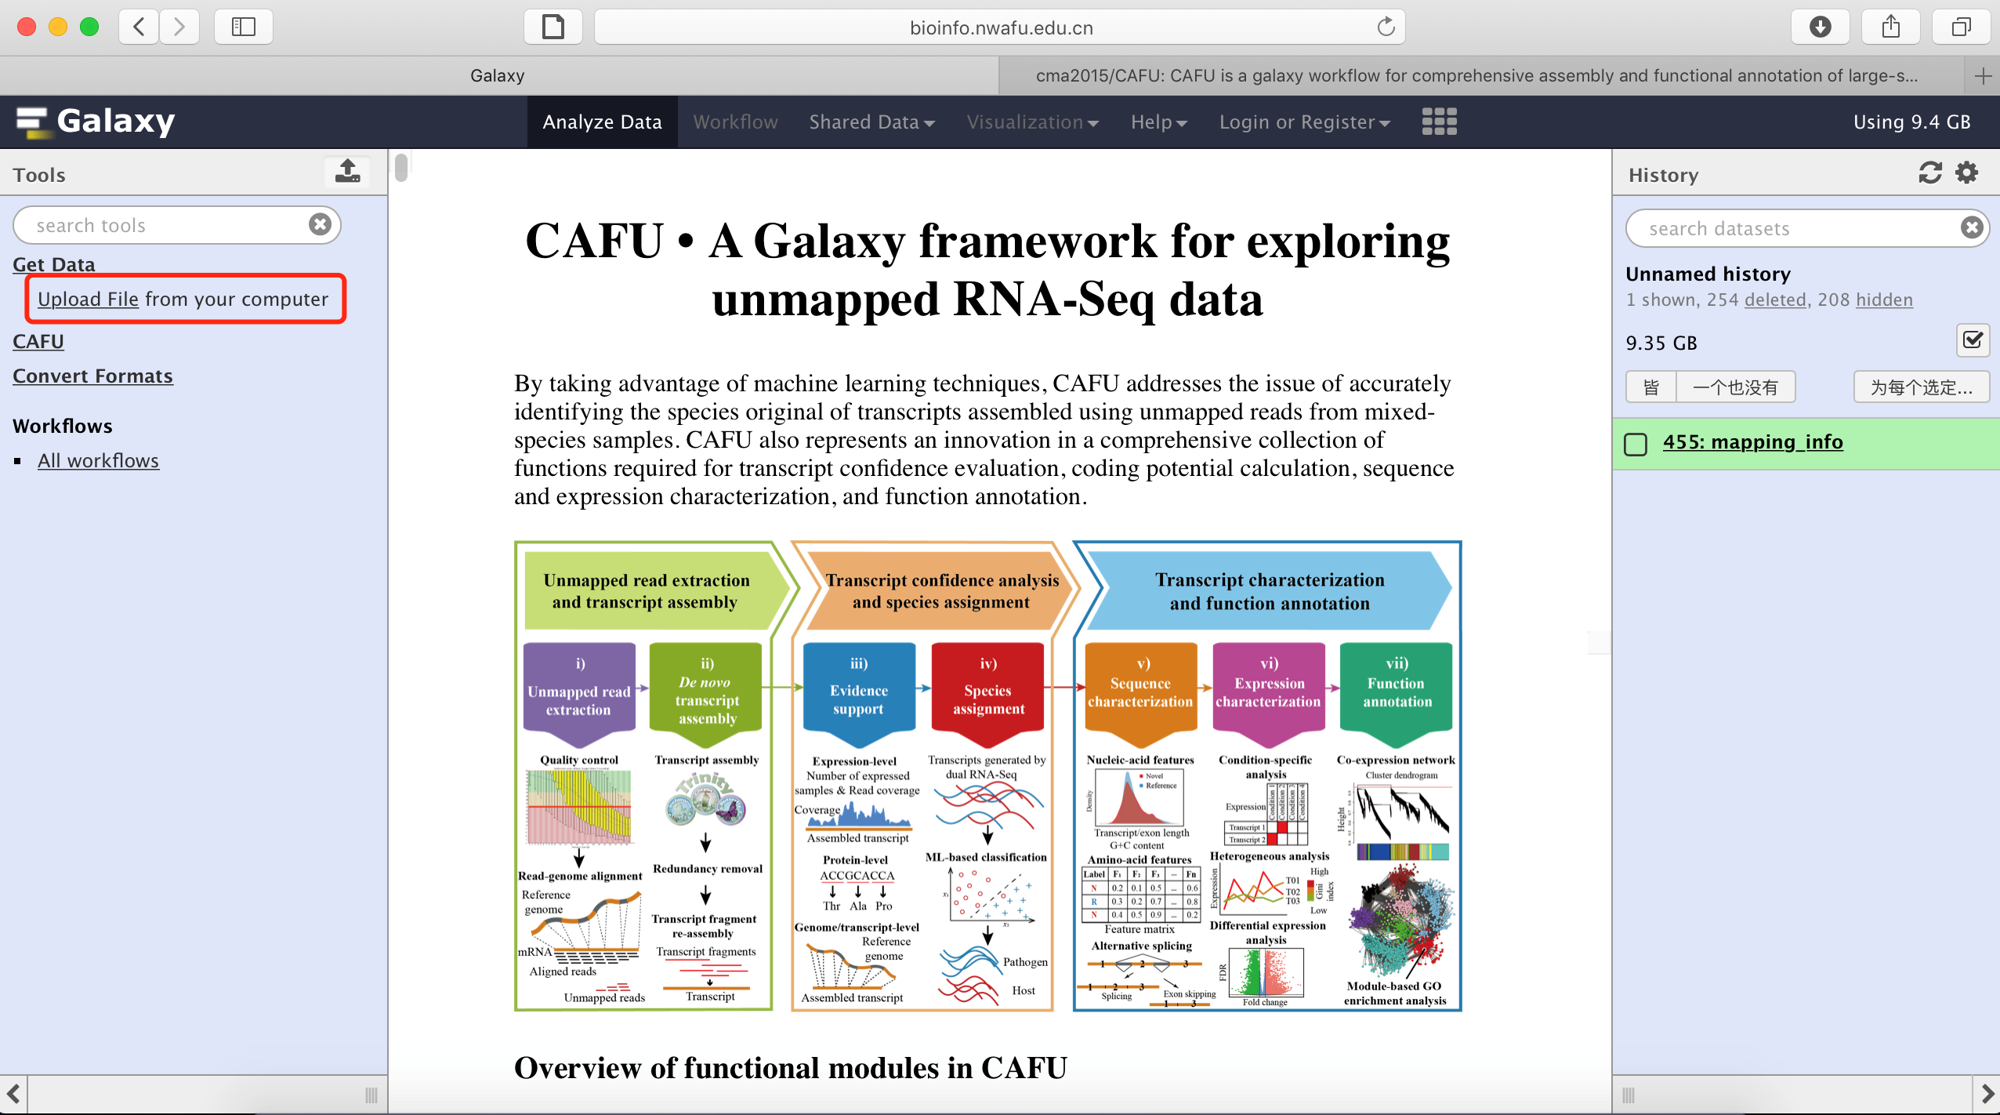 bioinfo.nwafu.edu.cn
Galaxy
cma2015/CAFU: CAFU is a galaxy workflow for comprehensive assembly and functional annotation of large-s...
Galaxy
Analyze Data
Workflow
Shared Data
Visualization
Help
Login or Register
Using 9.4 GB
Tools
search tools
Get Data
Upload File from your computer
CAFU
Convert Formats
Workflows
All workflows
CAFU • A Galaxy framework for exploring
unmapped RNA-Seq data
By taking advantage of machine learning techniques, CAFU addresses the issue of accurately
identifying the species original of transcripts assembled using unmapped reads from mixed-
species samples. CAFU also represents an innovation in a comprehensive collection of
functions required for transcript confidence evaluation, coding potential calculation, sequence
and expression characterization, and function annotation.
Unmapped read extraction
and transcript assembly
i)
Unmapped read
extraction
ii)
De novo
transcript
assembly
Quality control
Read-genome alignment
Reference
genome
mRNA
Aligned reads
Unmapped reads
Transcript assembly
Trinity
Redundancy removal
Transcript fragment
re-assembly
Transcript fragments
Transcript
Transcript confidence analysis
and species assignment
iii)
Evidence
support
iv)
Species
assignment
Expression-level
Number of expressed
samples & Read coverage
Coverage
Assembled transcript
Protein-level
ACCGCACCA
Thr Ala Pro
Genome/transcript-level
Reference
genome
Assembled transcript
Transcripts generated by
dual RNA-Seq
ML-based classification
Pathogen
Host
Transcript characterization
and function annotation
v)
Sequence
characterization
vi)
Expression
characterization
vii)
Function
annotation
Nucleic-acid features
Density
Novel
Reference
Transcript/exon length
G+C content
Amino-acid features
Label F₁ F₂ F₃ ... Fn
N 0.2 0.1 0.5 ... 0.6
R 0.3 0.2 0.7 ... 0.8
N 0.4 0.5 0.9 ... 0.2
Feature matrix
Alternative splicing
1 2 3
1 2 3
Splicing
Exon skipping
1 3
Condition-specific
analysis
Condition 1
Condition 2
Condition 3
Condition 4
Expression
Transcript 1
Transcript 2
Heterogeneous analysis
Expression
T01
T02
T03
High
Gini
index
Low
Differential expression
analysis
FDR
Fold change
Co-expression network
Cluster dendrogram
Height
Module-based GO
enrichment analysis
Overview of functional modules in CAFU
History
search datasets
Unnamed history
1 shown, 254 deleted, 208 hidden
9.35 GB
皆
一个也没有
为每个选定...
455: mapping_info